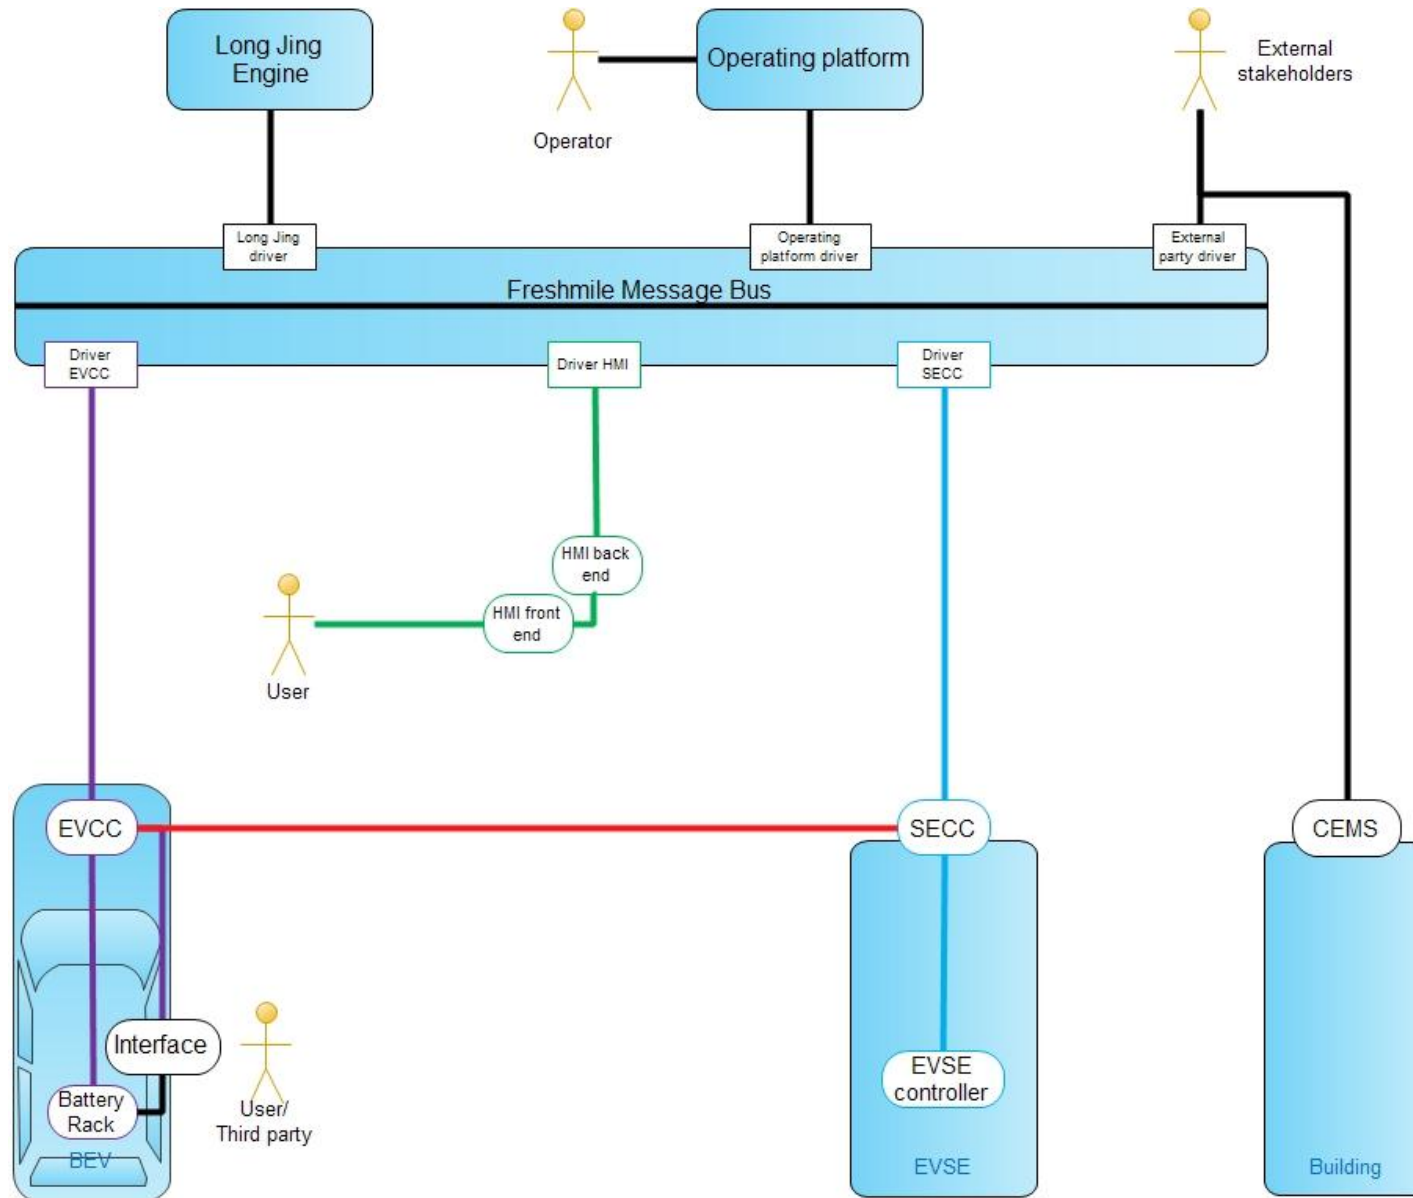 Long Jing
Engine
Operating platform
External
stakeholders
Operator
Long Jing
driver
Operating
platform driver
External
party driver
Freshmile Message Bus
Driver
EVCC
Driver HMI
Driver
SECC
HMI back
end
HMI front
end
User
EVCC
SECC
CEMS
Interface
Battery
Rack
User/
Third party
EVSE
controller
BEV
EVSE
Building